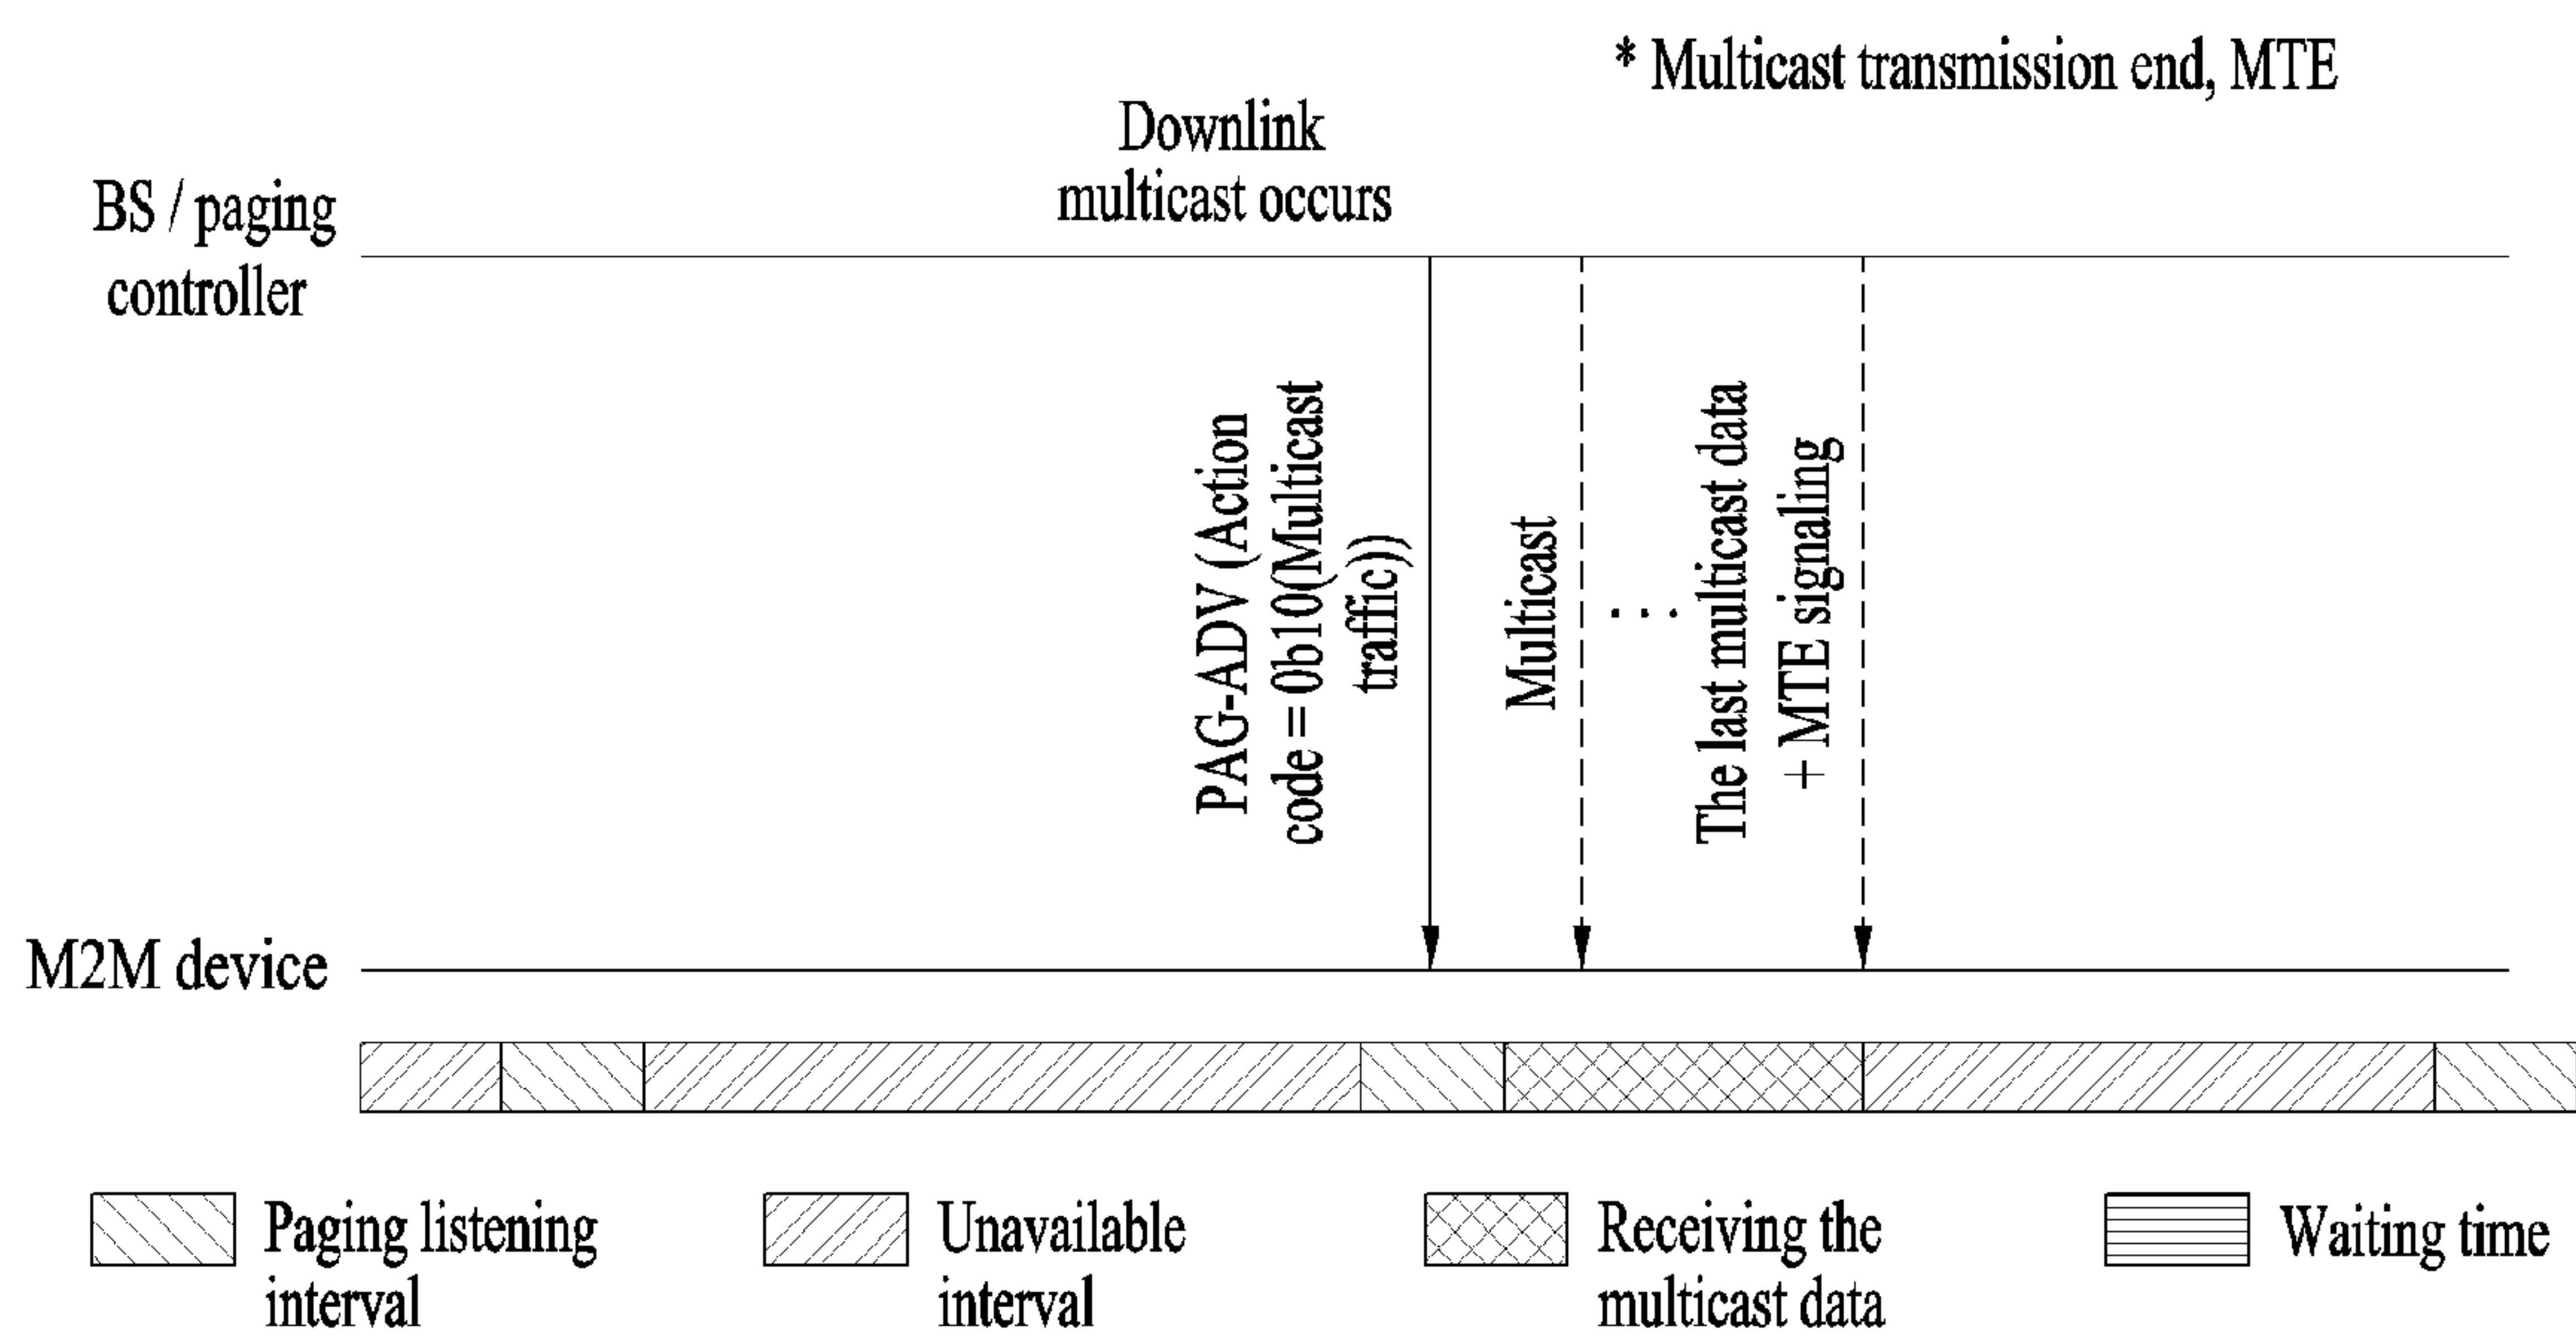 * Multicast transmission end, MTE
Downlink
multicast occurs
BS / paging
controller
PAG-ADV (Action
code = 0b10(Multicast
traffic))
Multicast
. . .
The last multicast data
+ MTE signaling
M2M device
Paging listening
interval
Unavailable
interval
Receiving the
multicast data
Waiting time